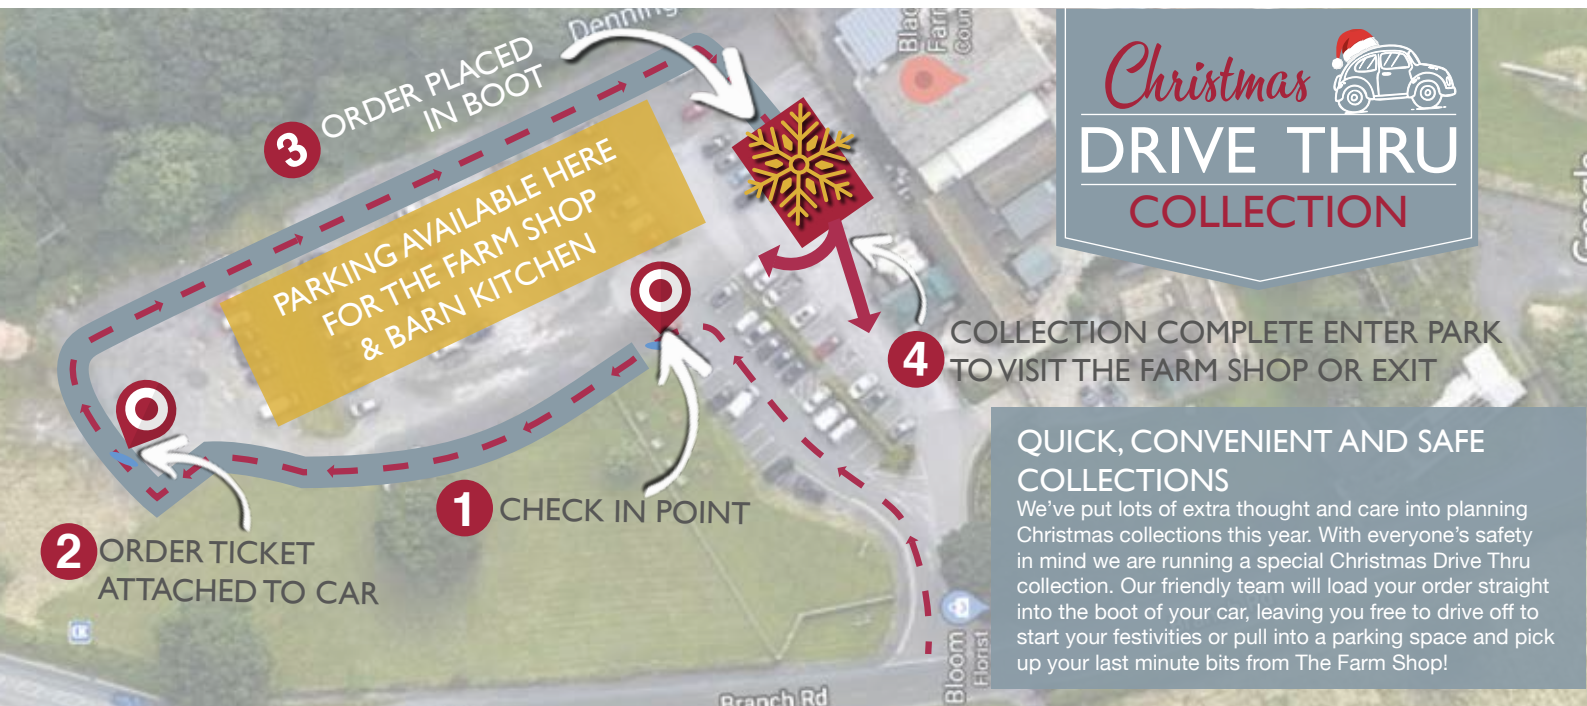 Christmas
DRIVE THRU
COLLECTION
Denning
Farm
Coun
3
ORDER PLACED
IN BOOT
PARKING AVAILABLE HERE
FOR THE FARM SHOP
& BARN KITCHEN
4
COLLECTION COMPLETE ENTER PARK
TO VISIT THE FARM SHOP OR EXIT
1
CHECK IN POINT
2
ORDER TICKET
ATTACHED TO CAR
QUICK, CONVENIENT AND SAFE
COLLECTIONS
We’ve put lots of extra thought and care into planning
Christmas collections this year. With everyone’s safety
in mind we are running a special Christmas Drive Thru
collection. Our friendly team will load your order straight
into the boot of your car, leaving you free to drive off to
start your festivities or pull into a parking space and pick
up your last minute bits from The Farm Shop!
Bloom
Florist
Branch Rd